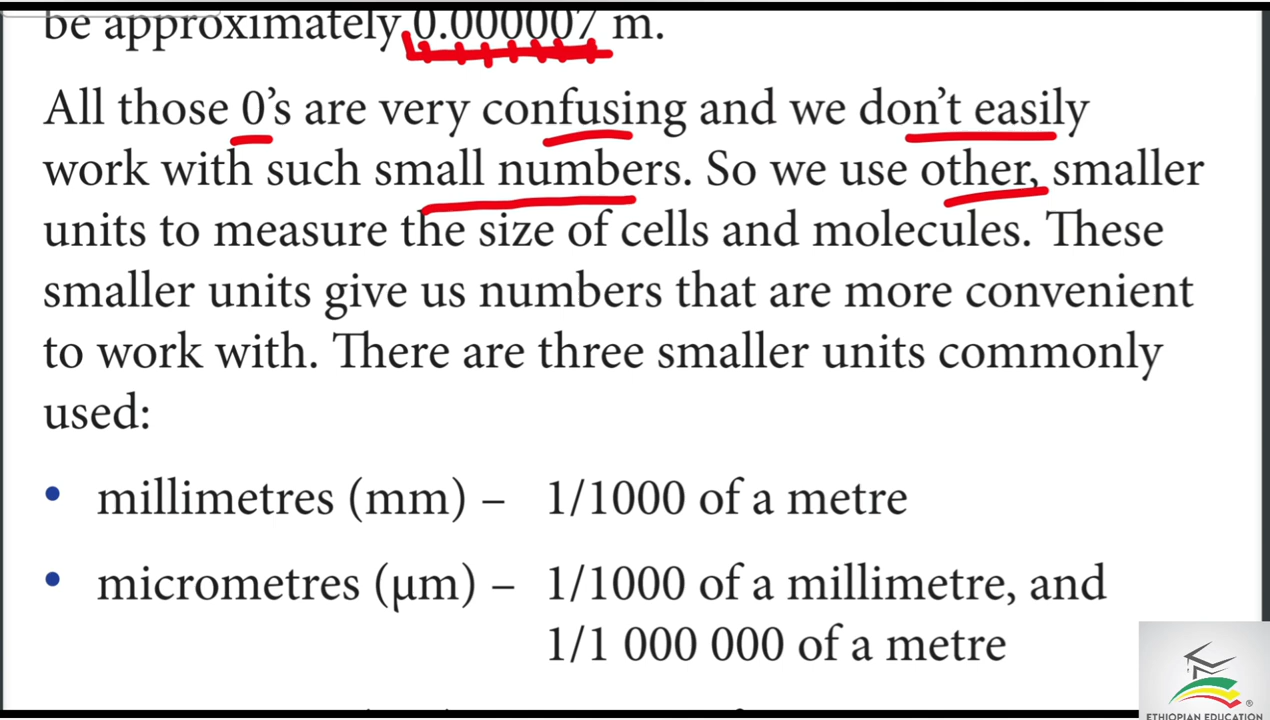 be approximately 0.000007 m.
All those 0’s are very confusing and we don’t easily
work with such small numbers. So we use other, smaller
units to measure the size of cells and molecules. These
smaller units give us numbers that are more convenient
to work with. There are three smaller units commonly
used:
• millimetres (mm) – 1/1000 of a metre
• micrometres (µm) – 1/1000 of a millimetre, and
1/1 000 000 of a metre
ETHIOPIAN EDUCATION
®